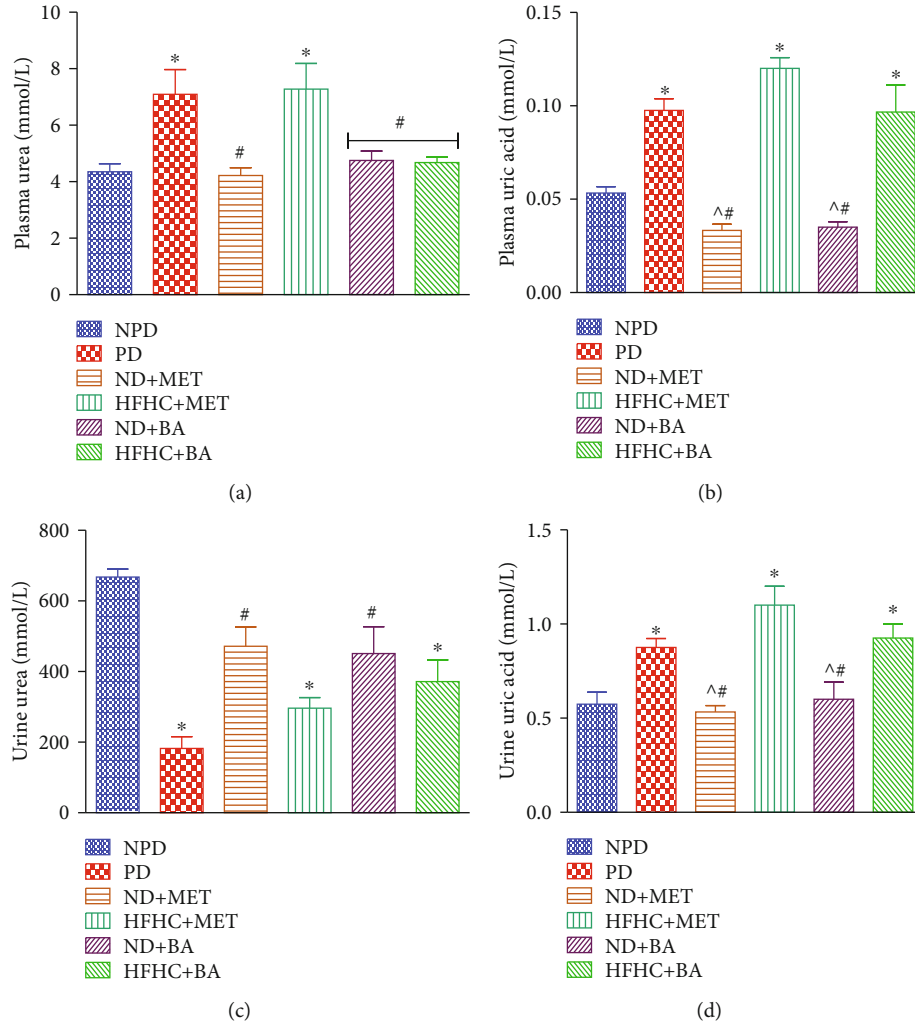 10
8
6
4
2
0
Plasma urea (mmol/L)
*
#
*
#
NPD
PD
ND+MET
HFHC+MET
ND+BA
HFHC+BA
(a)
0.15
0.10
0.05
0.00
Plasma uric acid (mmol/L)
*
^#
*
^#
*
NPD
PD
ND+MET
HFHC+MET
ND+BA
HFHC+BA
(b)
800
600
400
200
0
Urine urea (mmol/L)
*
#
*
#
*
NPD
PD
ND+MET
HFHC+MET
ND+BA
HFHC+BA
(c)
1.5
1.0
0.5
0.0
Urine uric acid (mmol/L)
*
^#
*
^#
*
NPD
PD
ND+MET
HFHC+MET
ND+BA
HFHC+BA
(d)